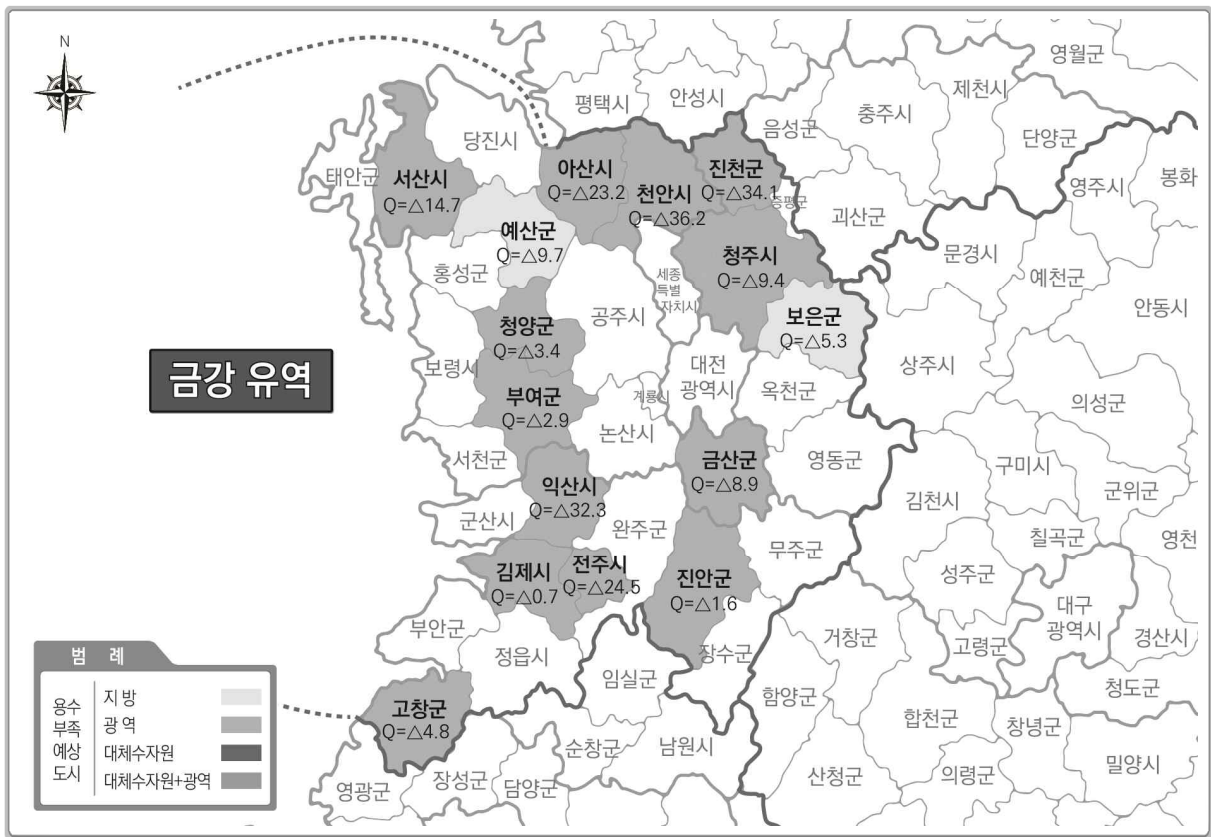 N
영월군
제천시
안성시
평택시
충주시
음성군
당진시
단양군
아산시
Q=△23.2
진천군
Q=△34.1
태안군
서산시
Q=△14.7
천안시
Q=△36.2
영주시
봉화
증평군
괴산군
예산군
Q=△9.7
청주시
Q=△9.4
문경시
홍성군
세종
특별
자치시
예천군
안동시
공주시
보은군
Q=△5.3
청양군
Q=△3.4
금강 유역
보령시
대전
광역시
상주시
옥천군
부여군
Q=△2.9
계룡시
의성군
논산시
서천군
금산군
Q=△8.9
영동군
구미시
익산시
Q=△32.3
김천시
군위군
군산시
완주군
칠곡군
영천
무주군
김제시
Q=△0.7
전주시
Q=△24.5
진안군
Q=△1.6
성주군
대구
광역시
부안군
거창군
고령군
경산시
정읍시
장수군
임실군
청도군
함양군
고창군
Q=△4.8
합천군
창녕군
순창군
남원시
밀양시
장성군
담양군
산청군
의령군
영광군
범 례
용수
부족
예상
도시
지 방
광 역
대체수자원
대체수자원+광역